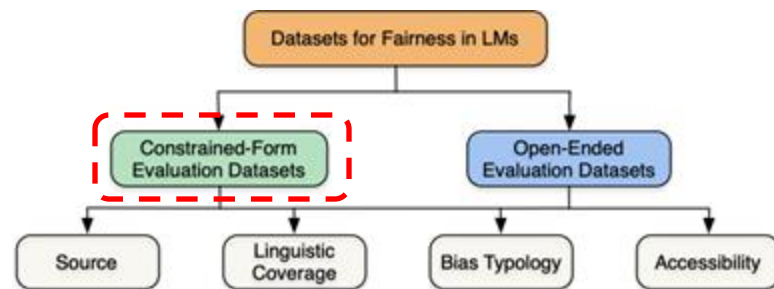 Datasets for Fairness in LMs
Constrained-Form
Evaluation Datasets
Open-Ended
Evaluation Datasets
Source
Linguistic
Coverage
Bias Typology
Accessibility